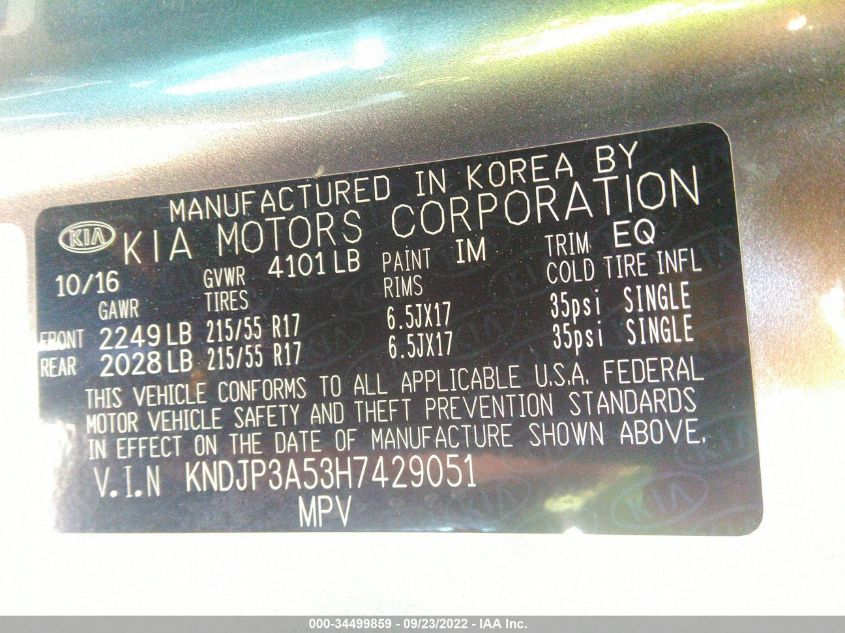 MANUFACTURED IN KOREA BY
KIA KIA MOTORS CORPORATION
10/16 GVWR 4101 LB PAINT IM TRIM EQ
GAWR TIRES RIMS COLD TIRE INFL
FRONT 2249 LB 215/55 R17 6.5JX17 35psi SINGLE
REAR 2028 LB 215/55 R17 6.5JX17 35psi SINGLE
THIS VEHICLE CONFORMS TO ALL APPLICABLE U.S.A. FEDERAL
MOTOR VEHICLE SAFETY AND THEFT PREVENTION STANDARDS
IN EFFECT ON THE DATE OF MANUFACTURE SHOWN ABOVE.
V.I.N KNDJP3A53H7429051
MPV
000-34499859 - 09/23/2022 - IAA Inc.